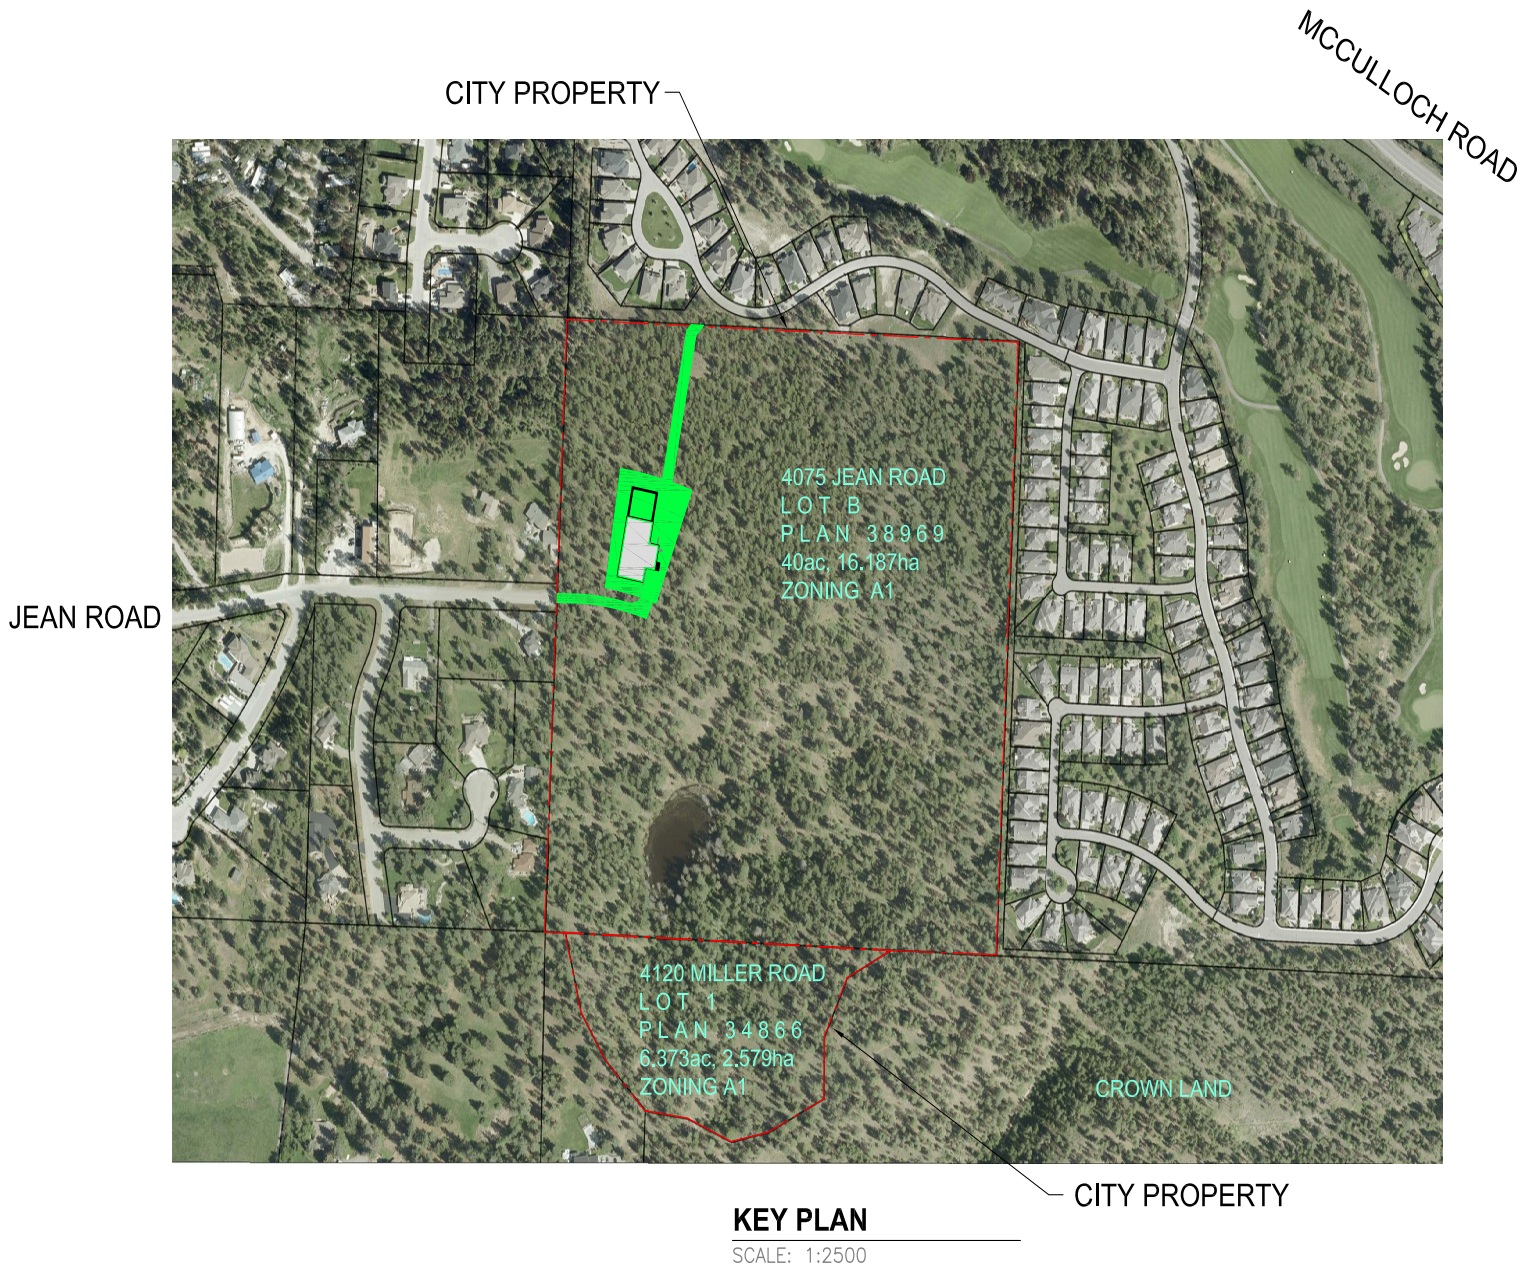 MCCULLOCH ROAD
CITY PROPERTY
4075 JEAN ROAD
LOT B
PLAN 38969
40ac, 16.187ha
ZONING A1
JEAN ROAD
4120 MILLER ROAD
LOT 1
PLAN 34866
6.373ac, 2.579ha
ZONING A1
CROWN LAND
CITY PROPERTY
KEY PLAN
SCALE: 1:2500